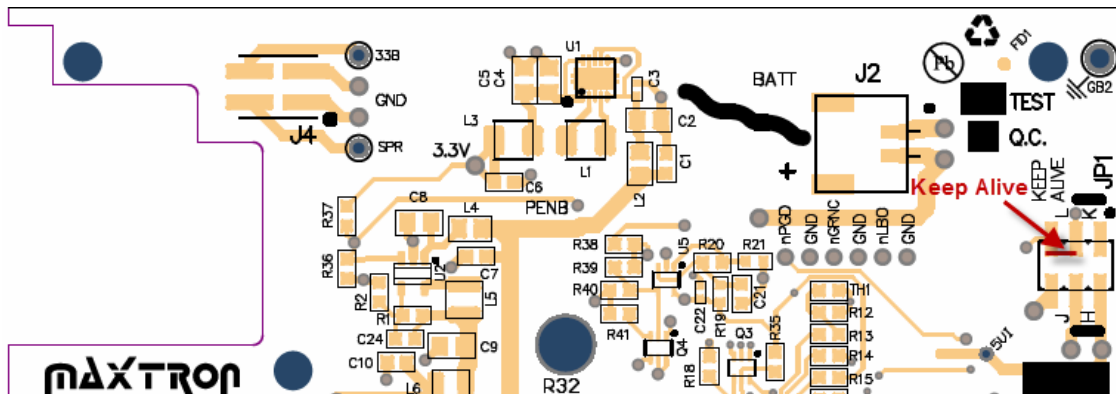 33B
GND
SPR
J4
U1
C5
C4
C3
C2
L3
L1
C1
L2
3.3V
C6
PENB
BATT
+
J2
Pb
FID1
GB2
TEST
Q.C.
KEEP
ALIVE
JP1
Keep Alive
L
K
J
H
nPGD
GND
nGRNC
GND
nLBO
GND
R37
R36
C8
L4
U2
C7
R2
R1
L5
C24
C10
C9
L6
R38
R39
R40
R41
U5
R20
R21
C22
R19
C21
Q4
Q3
R35
R18
TH1
R12
R13
R14
R15
5VI
R32
MAXTRON